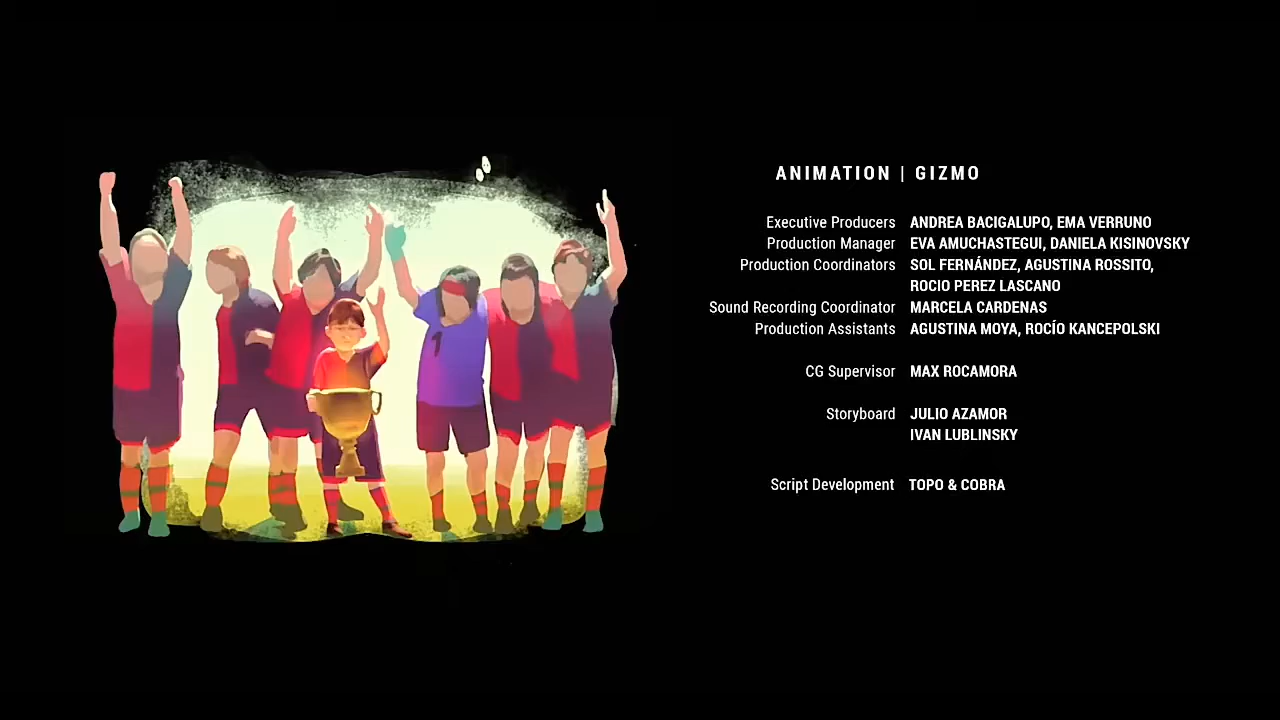 ANIMATION | GIZMO
Executive Producers ANDREA BACIGALUPO, EMA VERRUNO
Production Manager EVA AMUCHASTEGUI, DANIELA KISINOVSKY
Production Coordinators SOL FERNÁNDEZ, AGUSTINA ROSSITO,
ROCIO PEREZ LASCANO
Sound Recording Coordinator MARCELA CARDENAS
Production Assistants AGUSTINA MOYA, ROCÍO KANCEPOLSKI
CG Supervisor MAX ROCAMORA
Storyboard JULIO AZAMOR
IVAN LUBLINSKY
Script Development TOPO & COBRA
1